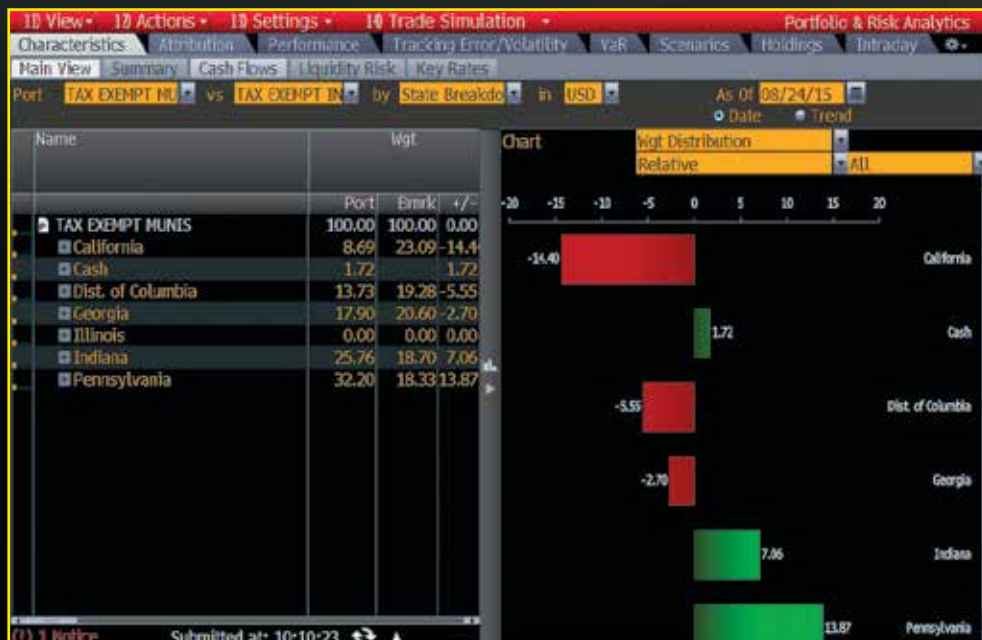 1) View 12) Actions 13) Settings 14) Trade Simulation Portfolio & Risk Analytics
Characteristics Attribution Performance Tracking Error/Volatility VaR Scenarios Holdings Intraday
Main View Summary Cash Flows Liquidity Risk Key Rates
Port TAX EXEMPT MU vs TAX EXEMPT IN by State Breakdo in USD As Of 08/24/15
Date Trend
Name Wgt
Port Bmrk +/-
TAX EXEMPT MUNIS 100.00 100.00 0.00
California 8.69 23.09 -14.4
Cash 1.72 1.72
Dist. of Columbia 13.73 19.28 -5.55
Georgia 17.90 20.60 -2.70
Illinois 0.00 0.00 0.00
Indiana 25.76 18.70 7.06
Pennsylvania 32.20 18.33 13.87
(!) 1 Notice Submitted at: 10:10:23
Chart Wgt Distribution
Relative All
-20 -15 -10 -5 0 5 10 15 20
-14.40 California
1.72 Cash
-5.55 Dist. of Columbia
-2.70 Georgia
7.06 Indiana
13.87 Pennsylvania